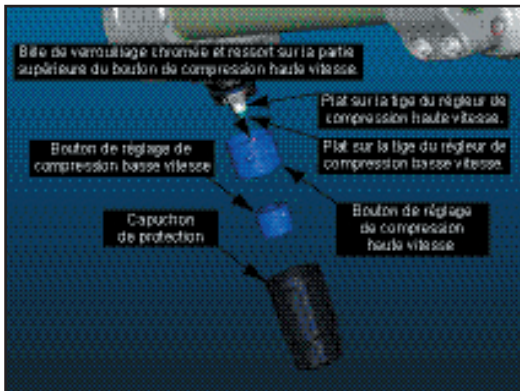 Bille de verrouillage chromée et ressort sur la partie
supérieure du bouton de compression haute vitesse.
Plat sur la tige du régleur de
compression haute vitesse.
Plat sur la tige du régleur de
compression basse vitesse.
Bouton de réglage de
compression basse vitesse
Bouton de réglage
de compression
haute vitesse
Capuchon
de protection